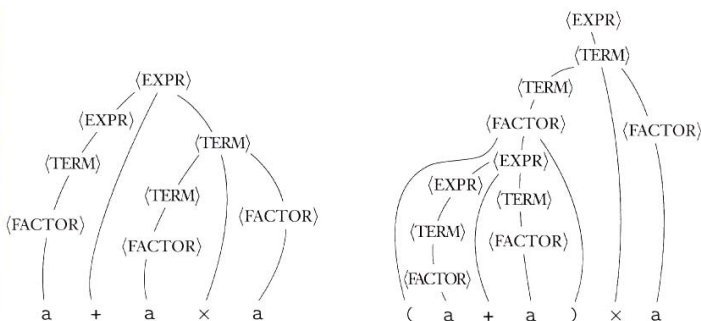 ⟨EXPR⟩
⟨EXPR⟩
⟨TERM⟩
⟨TERM⟩
⟨TERM⟩
⟨FACTOR⟩
⟨FACTOR⟩
⟨FACTOR⟩
a + a × a
⟨EXPR⟩
⟨TERM⟩
⟨TERM⟩
⟨FACTOR⟩ ⟨FACTOR⟩
⟨EXPR⟩
⟨EXPR⟩
⟨TERM⟩
⟨TERM⟩
⟨FACTOR⟩
⟨FACTOR⟩
( a + a ) × a